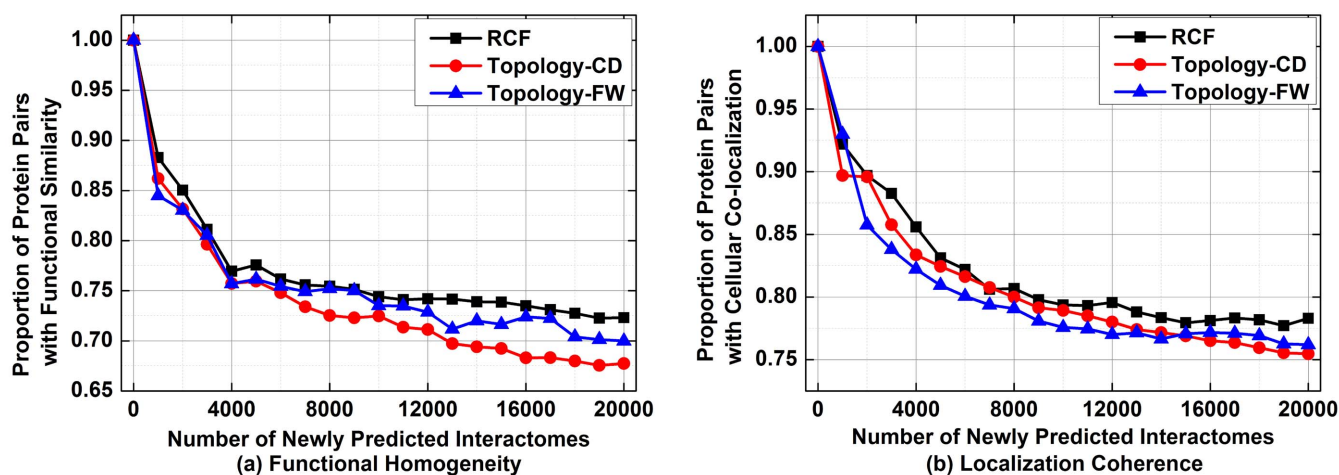 Proportion of Protein Pairs
with Functional Similarity
1.00
0.95
0.90
0.85
0.80
0.75
0.70
0.65
RCF
Topology-CD
Topology-FW
0 4000 8000 12000 16000 20000
Number of Newly Predicted Interactomes
(a) Functional Homogeneity
Proportion of Protein Pairs
with Cellular Co-localization
1.00
0.95
0.90
0.85
0.80
0.75
RCF
Topology-CD
Topology-FW
0 4000 8000 12000 16000 20000
Number of Newly Predicted Interactomes
(b) Localization Coherence